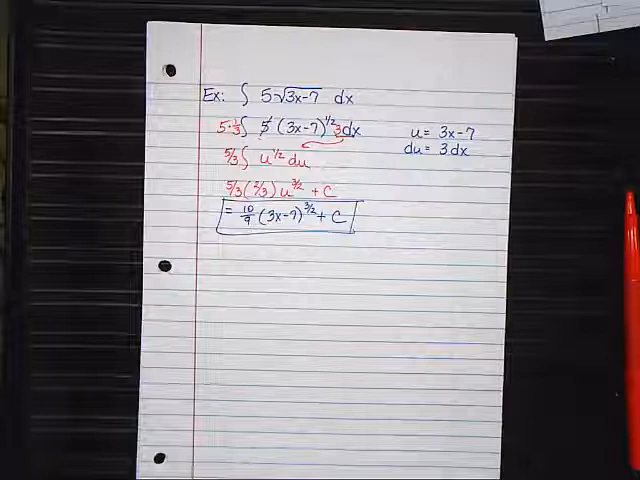 Ex: ∫ 5√(3x-7) dx
5·1/3 ∫ 5 (3x-7)^1/2 3dx
u = 3x-7
du = 3dx
5/3 ∫ u^1/2 du
5/3 (2/3) u^3/2 + C
= 10/9 (3x-7)^3/2 + C